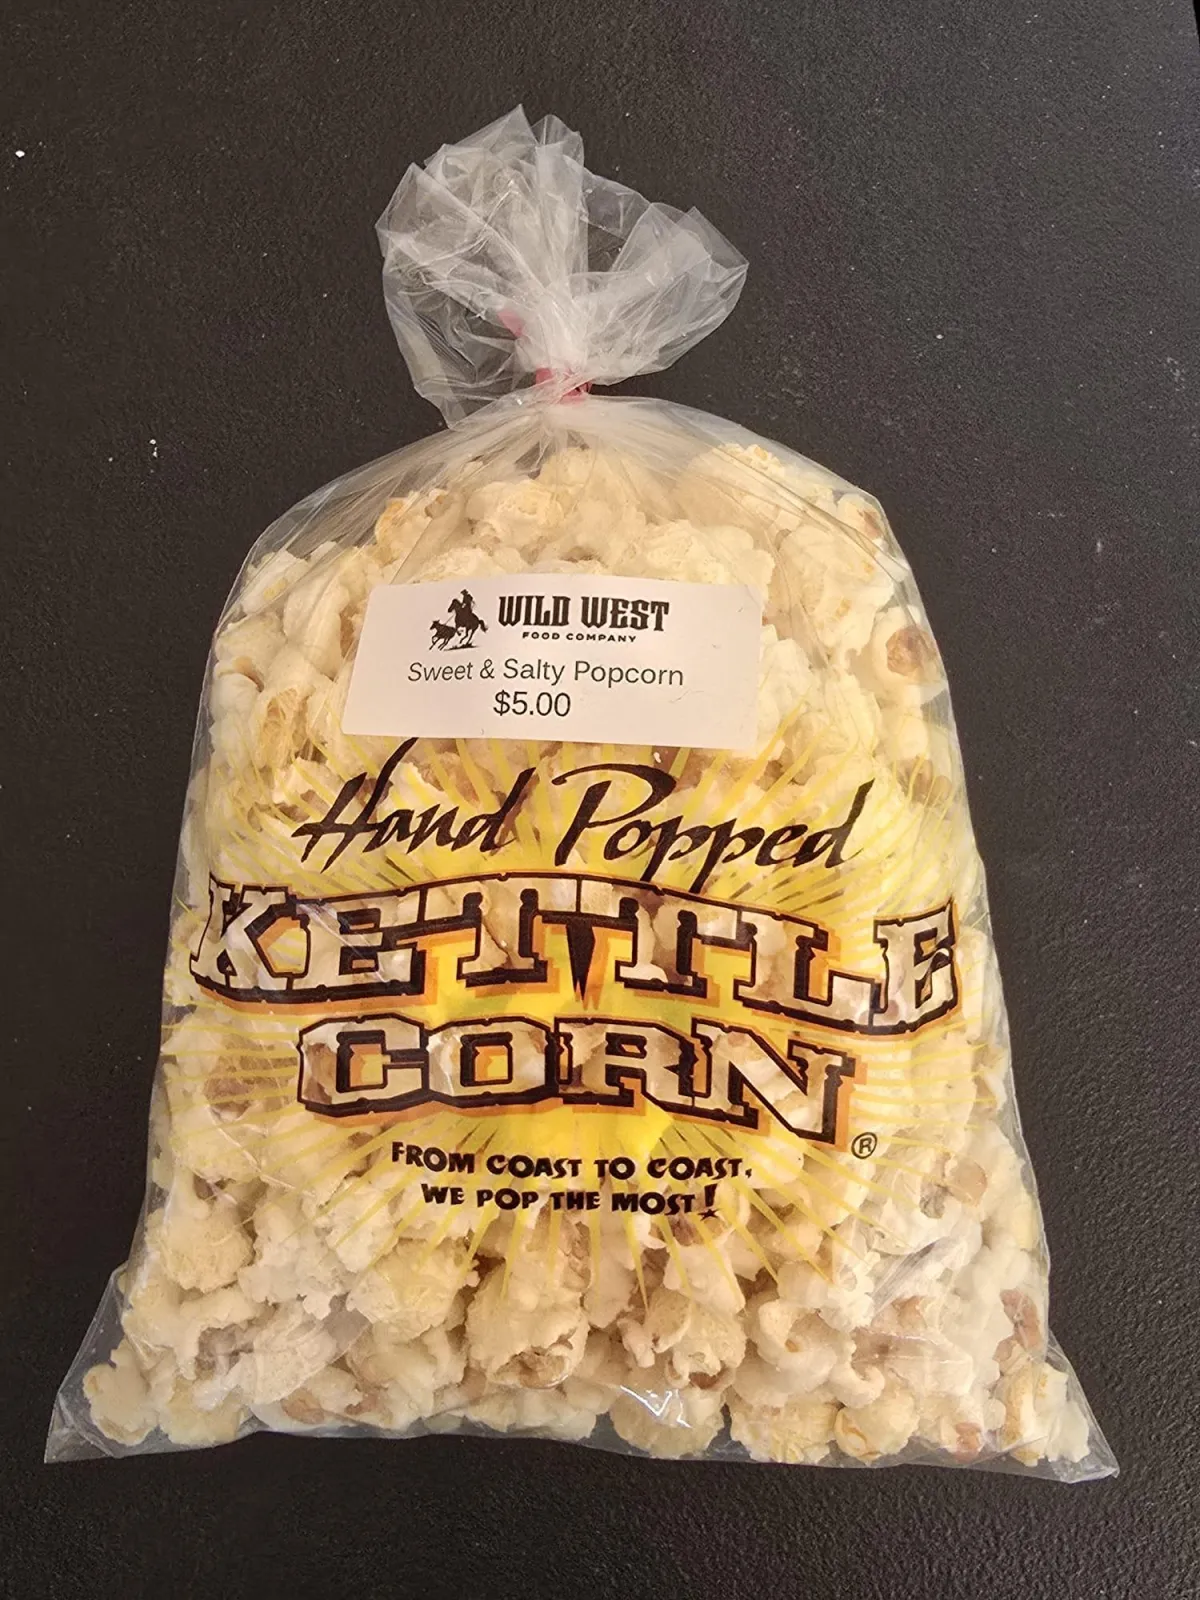 WILD WEST
FOOD COMPANY
Sweet & Salty Popcorn
$5.00
Hand Popped
KETTLE
CORN®
FROM COAST TO COAST,
WE POP THE MOST!